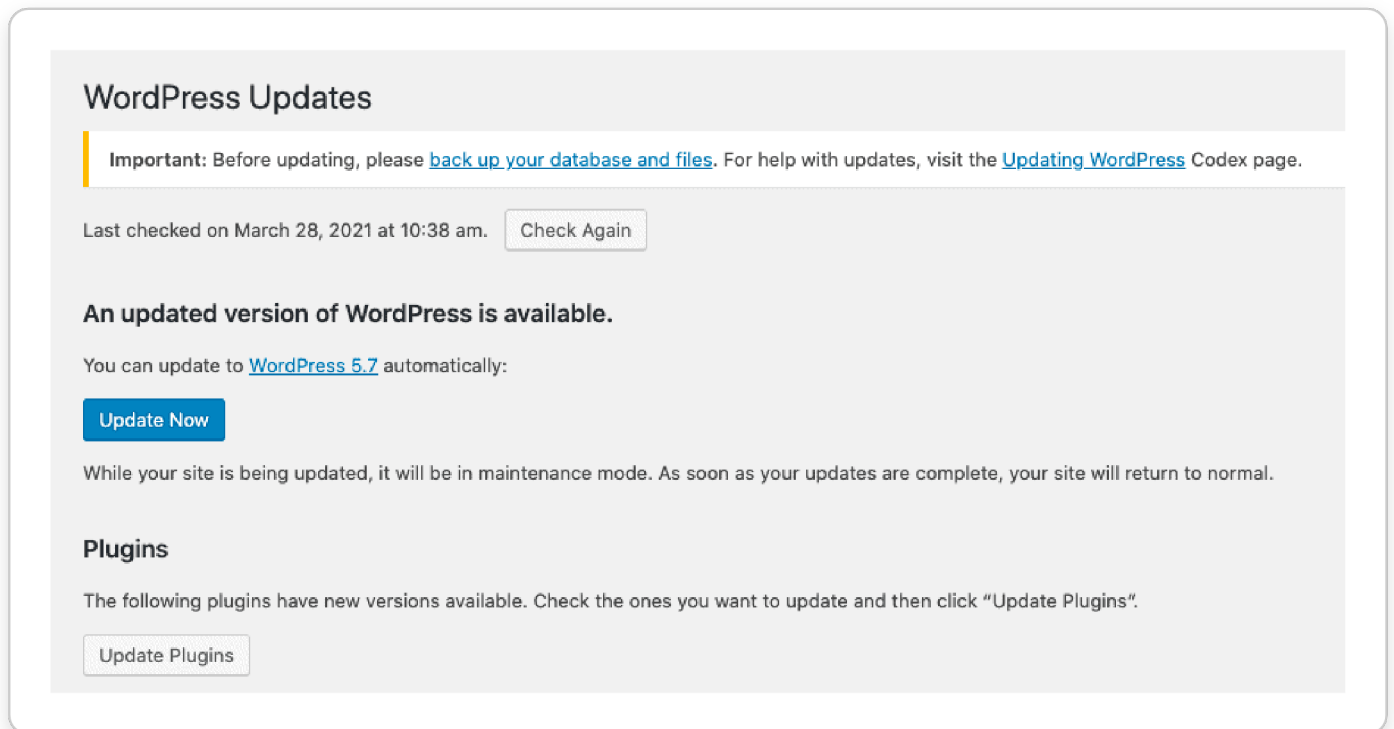 WordPress Updates
Important: Before updating, please back up your database and files. For help with updates, visit the Updating WordPress Codex page.
Last checked on March 28, 2021 at 10:38 am. Check Again
An updated version of WordPress is available.
You can update to WordPress 5.7 automatically:
Update Now
While your site is being updated, it will be in maintenance mode. As soon as your updates are complete, your site will return to normal.
Plugins
The following plugins have new versions available. Check the ones you want to update and then click “Update Plugins”.
Update Plugins